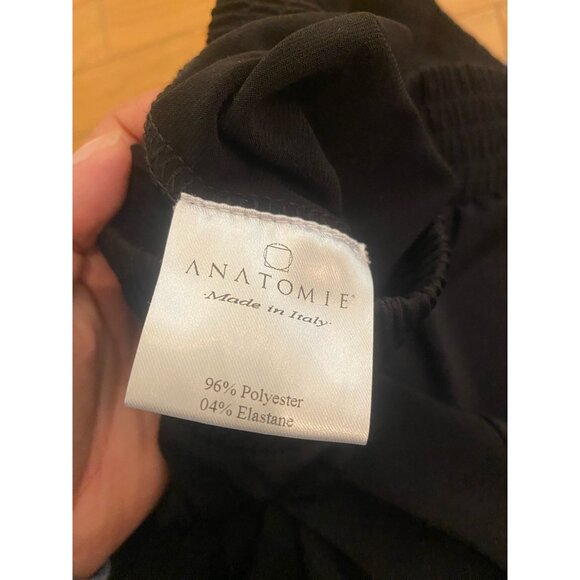 ANATOMIE®
Made in Italy
96% Polyester
04% Elastane